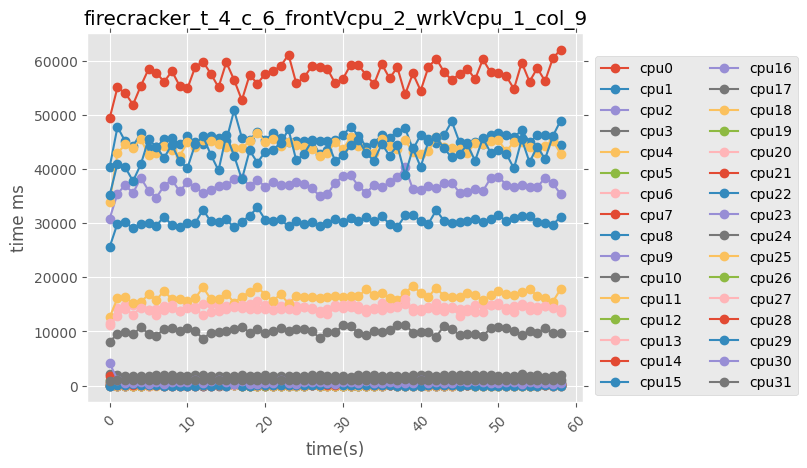 firecracker_t_4_c_6_frontVcpu_2_wrkVcpu_1_col_9
time ms
60000
50000
40000
30000
20000
10000
0
0
10
20
30
40
50
60
time(s)
cpu0
cpu1
cpu2
cpu3
cpu4
cpu5
cpu6
cpu7
cpu8
cpu9
cpu10
cpu11
cpu12
cpu13
cpu14
cpu15
cpu16
cpu17
cpu18
cpu19
cpu20
cpu21
cpu22
cpu23
cpu24
cpu25
cpu26
cpu27
cpu28
cpu29
cpu30
cpu31